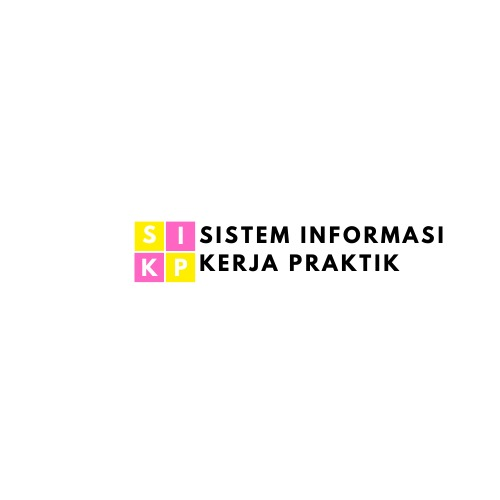 SI
KP
SISTEM INFORMASI
KERJA PRAKTIK